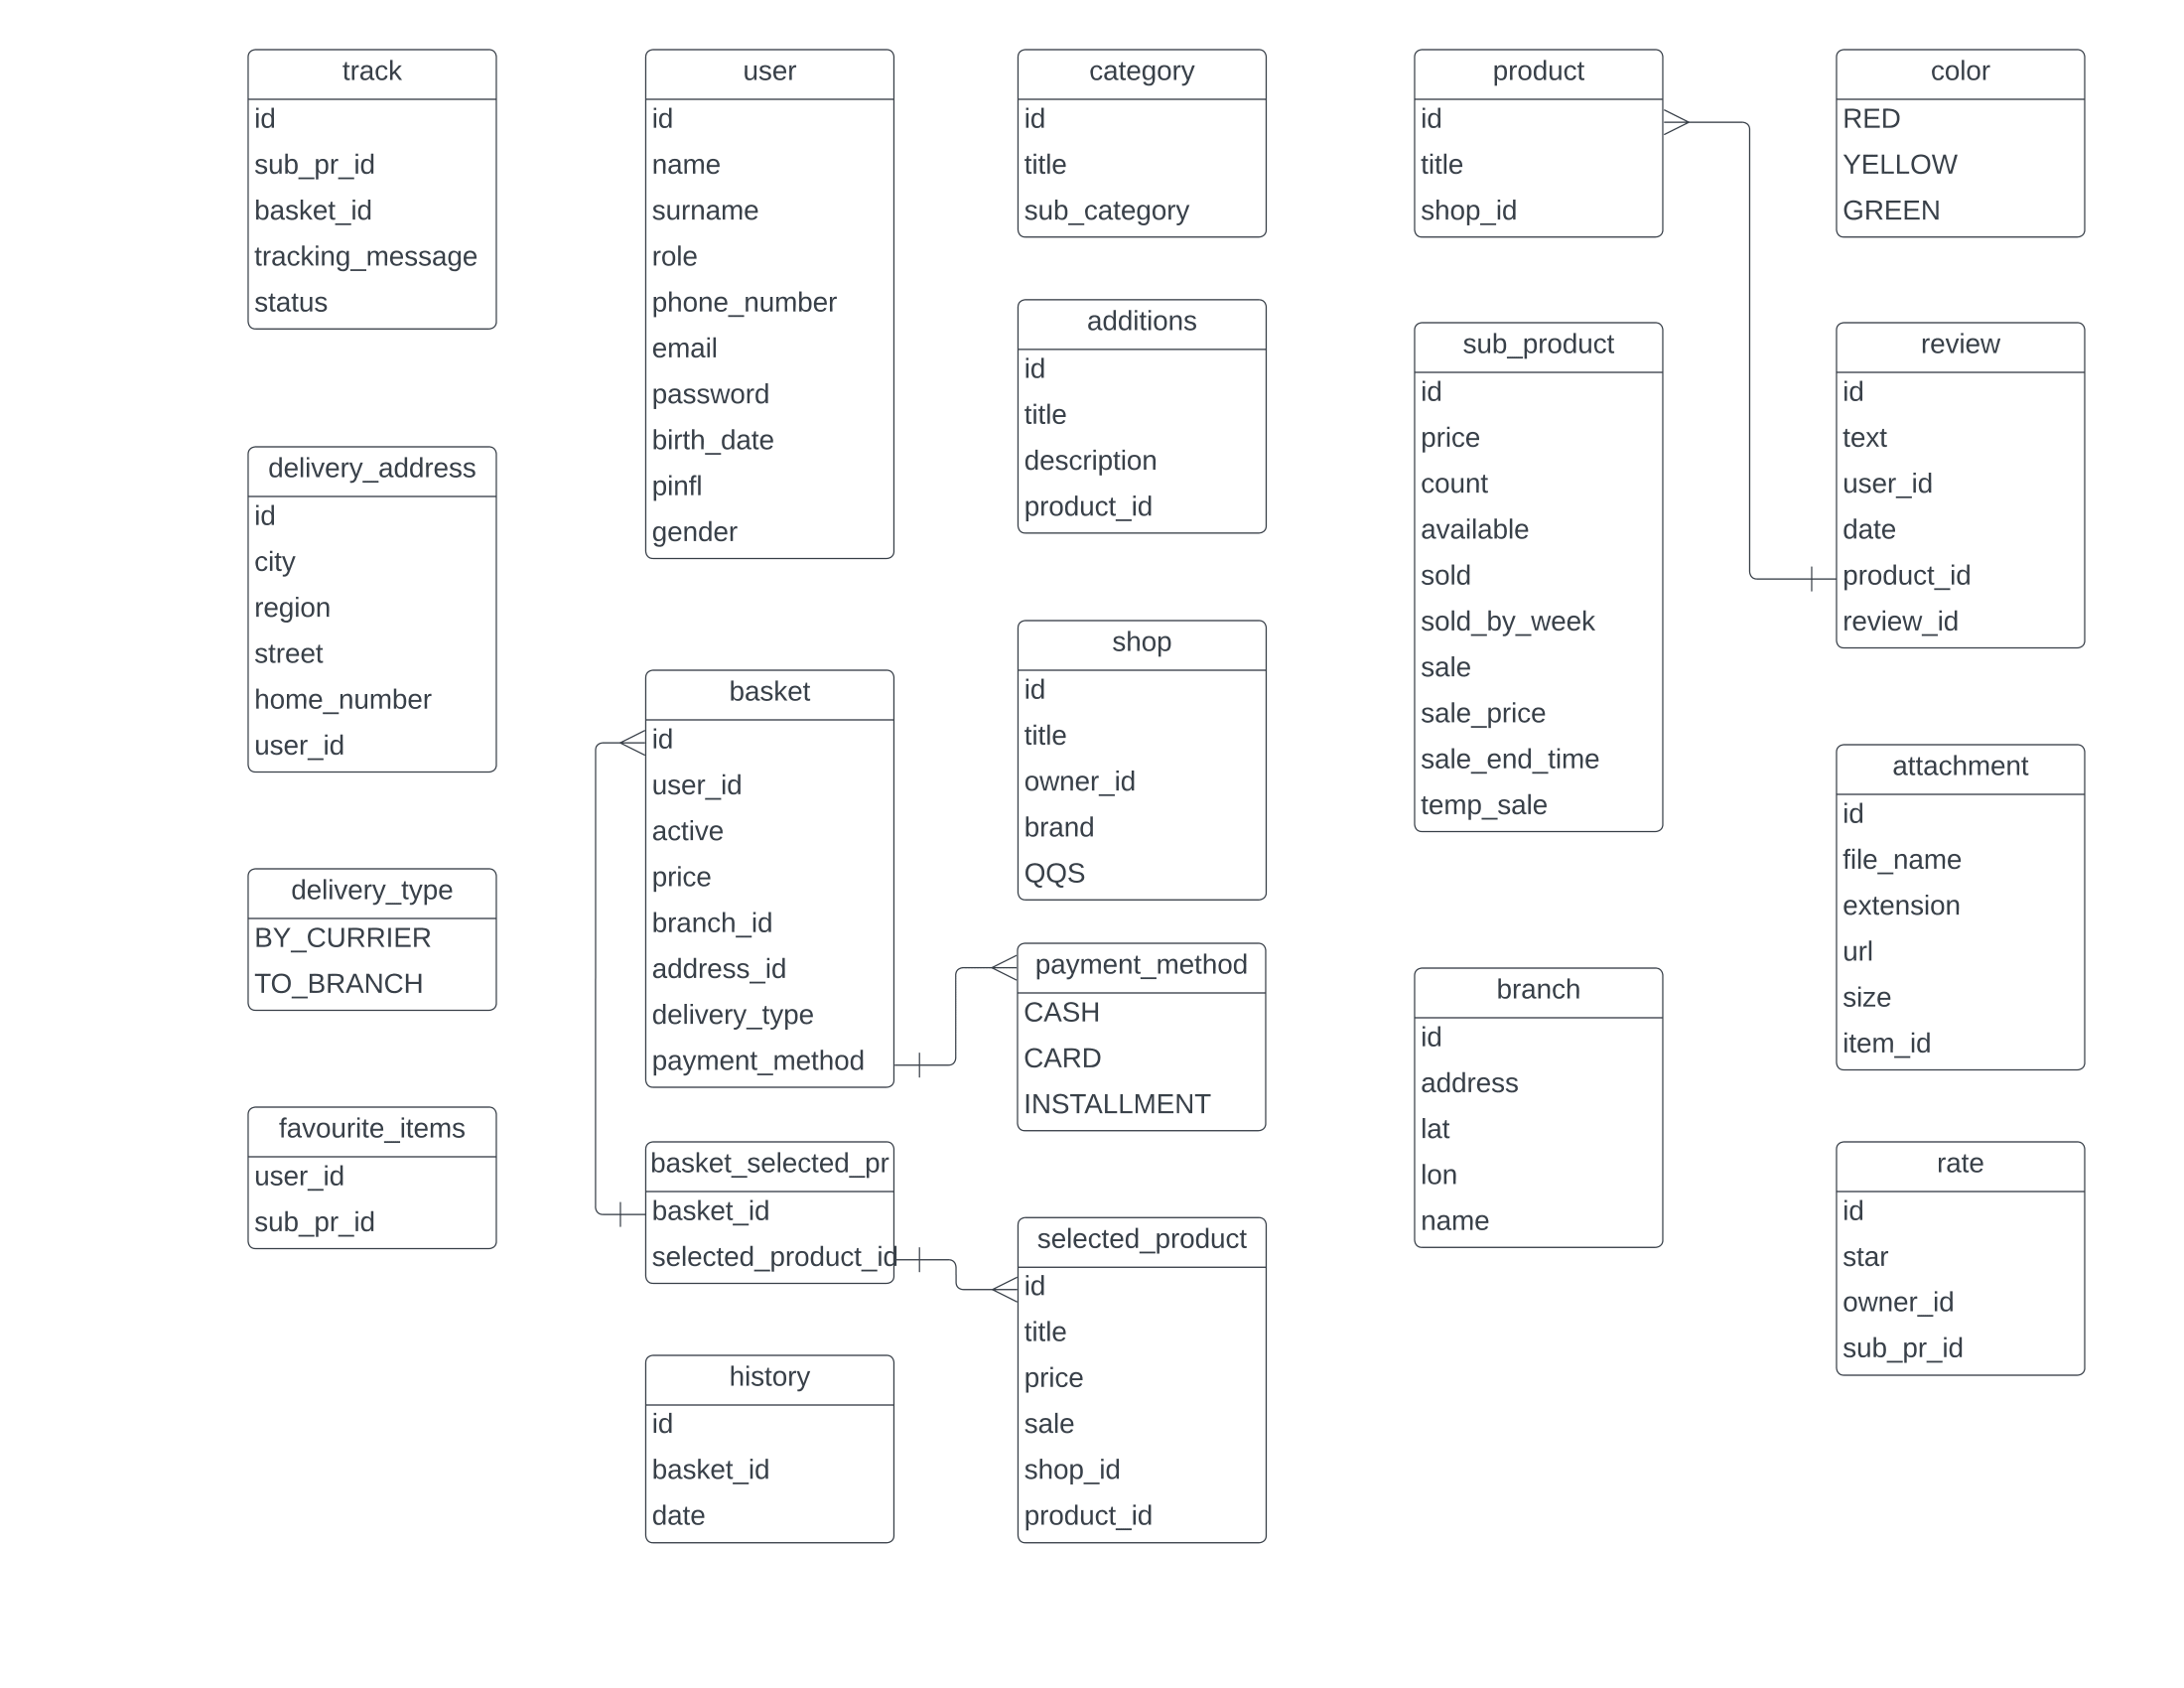 track
id
sub_pr_id
basket_id
tracking_message
status
delivery_address
id
city
region
street
home_number
user_id
delivery_type
BY_CURRIER
TO_BRANCH
favourite_items
user_id
sub_pr_id
user
id
name
surname
role
phone_number
email
password
birth_date
pinfl
gender
basket
id
user_id
active
price
branch_id
address_id
delivery_type
payment_method
basket_selected_pr
basket_id
selected_product_id
history
id
basket_id
date
category
id
title
sub_category
additions
id
title
description
product_id
shop
id
title
owner_id
brand
QQS
payment_method
CASH
CARD
INSTALLMENT
selected_product
id
title
price
sale
shop_id
product_id
product
id
title
shop_id
sub_product
id
price
count
available
sold
sold_by_week
sale
sale_price
sale_end_time
temp_sale
branch
id
address
lat
lon
name
color
RED
YELLOW
GREEN
review
id
text
user_id
date
product_id
review_id
attachment
id
file_name
extension
url
size
item_id
rate
id
star
owner_id
sub_pr_id